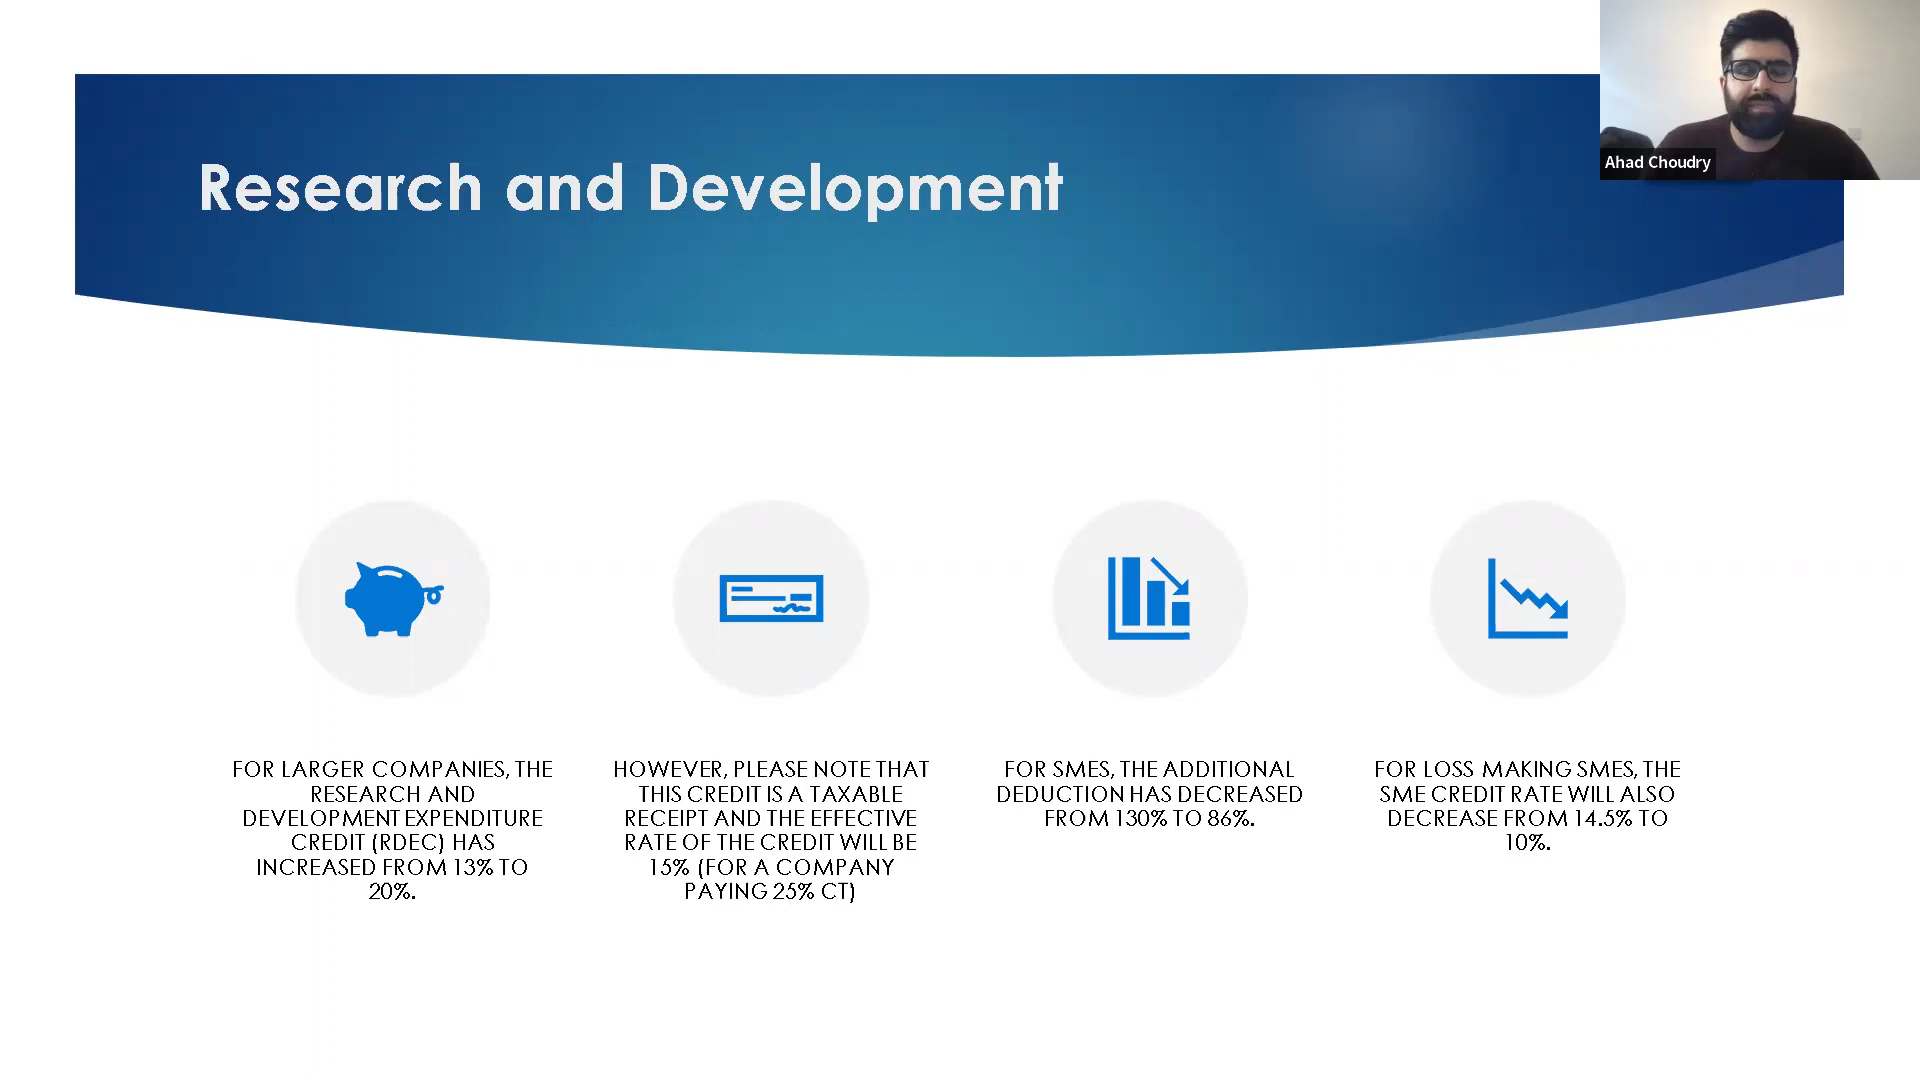 Research and Development
Ahad Choudry
FOR LARGER COMPANIES, THE
RESEARCH AND
DEVELOPMENT EXPENDITURE
CREDIT (RDEC) HAS
INCREASED FROM 13% TO
20%.
HOWEVER, PLEASE NOTE THAT
THIS CREDIT IS A TAXABLE
RECEIPT AND THE EFFECTIVE
RATE OF THE CREDIT WILL BE
15% (FOR A COMPANY
PAYING 25% CT)
FOR SMES, THE ADDITIONAL
DEDUCTION HAS DECREASED
FROM 130% TO 86%.
FOR LOSS MAKING SMES, THE
SME CREDIT RATE WILL ALSO
DECREASE FROM 14.5% TO
10%.